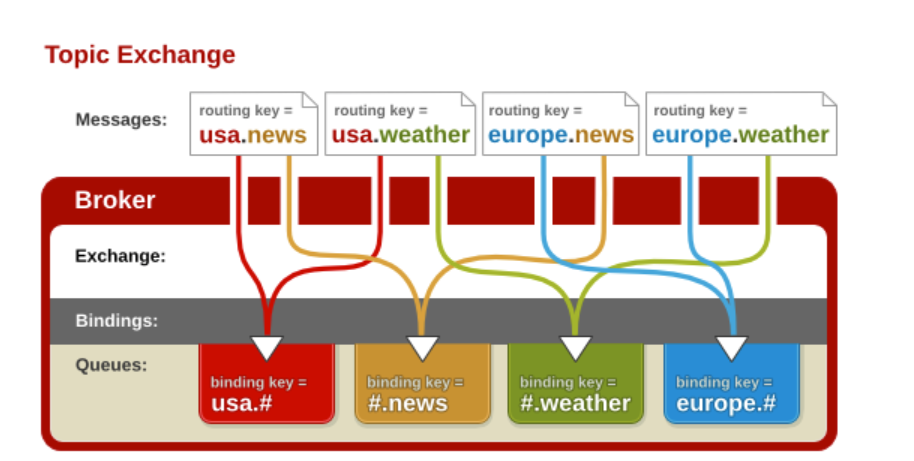 Topic Exchange
Messages:
routing key =
usa.news
routing key =
usa.weather
routing key =
europe.news
routing key =
europe.weather
Broker
Exchange:
Bindings:
Queues:
binding key =
usa.#
binding key =
#.news
binding key =
#.weather
binding key =
europe.#